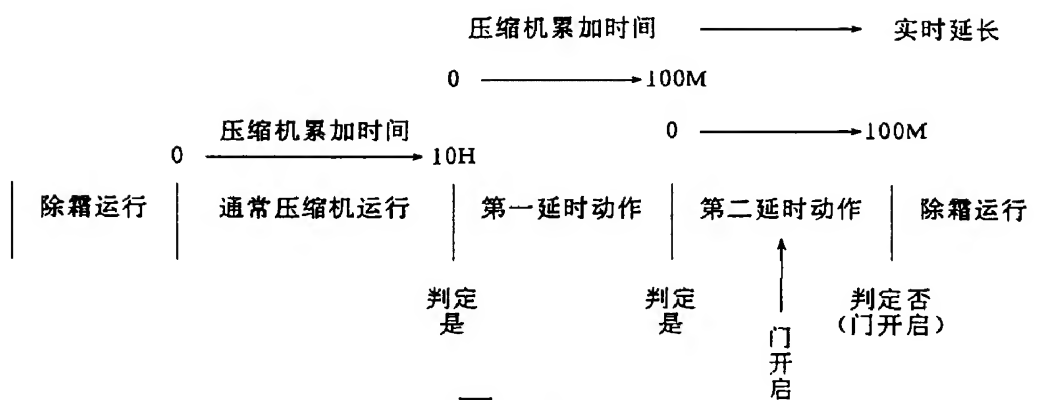 压缩机累加时间 实时延长
0 100M
压缩机累加时间 0 100M
0 10H
除霜运行 通常压缩机运行 第一延时动作 第二延时动作 除霜运行
判定是 判定是 门开启 判定否(门开启)